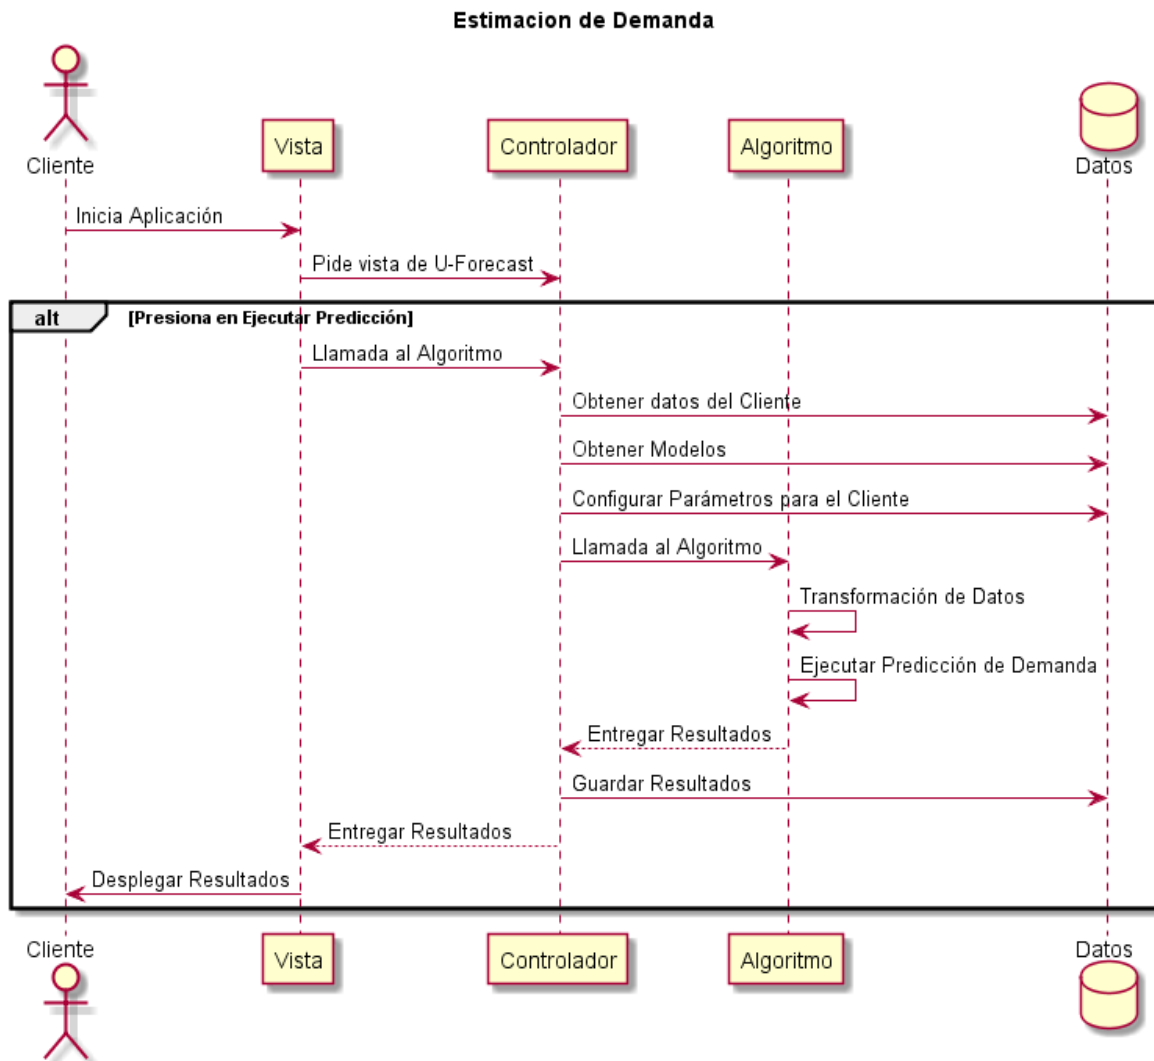 Estimacion de Demanda
Cliente
Vista
Controlador
Algoritmo
Datos
Inicia Aplicación
Pide vista de U-Forecast
alt
[Presiona en Ejecutar Predicción]
Llamada al Algoritmo
Obtener datos del Cliente
Obtener Modelos
Configurar Parámetros para el Cliente
Llamada al Algoritmo
Transformación de Datos
Ejecutar Predicción de Demanda
Entregar Resultados
Guardar Resultados
Entregar Resultados
Desplegar Resultados
Cliente
Vista
Controlador
Algoritmo
Datos